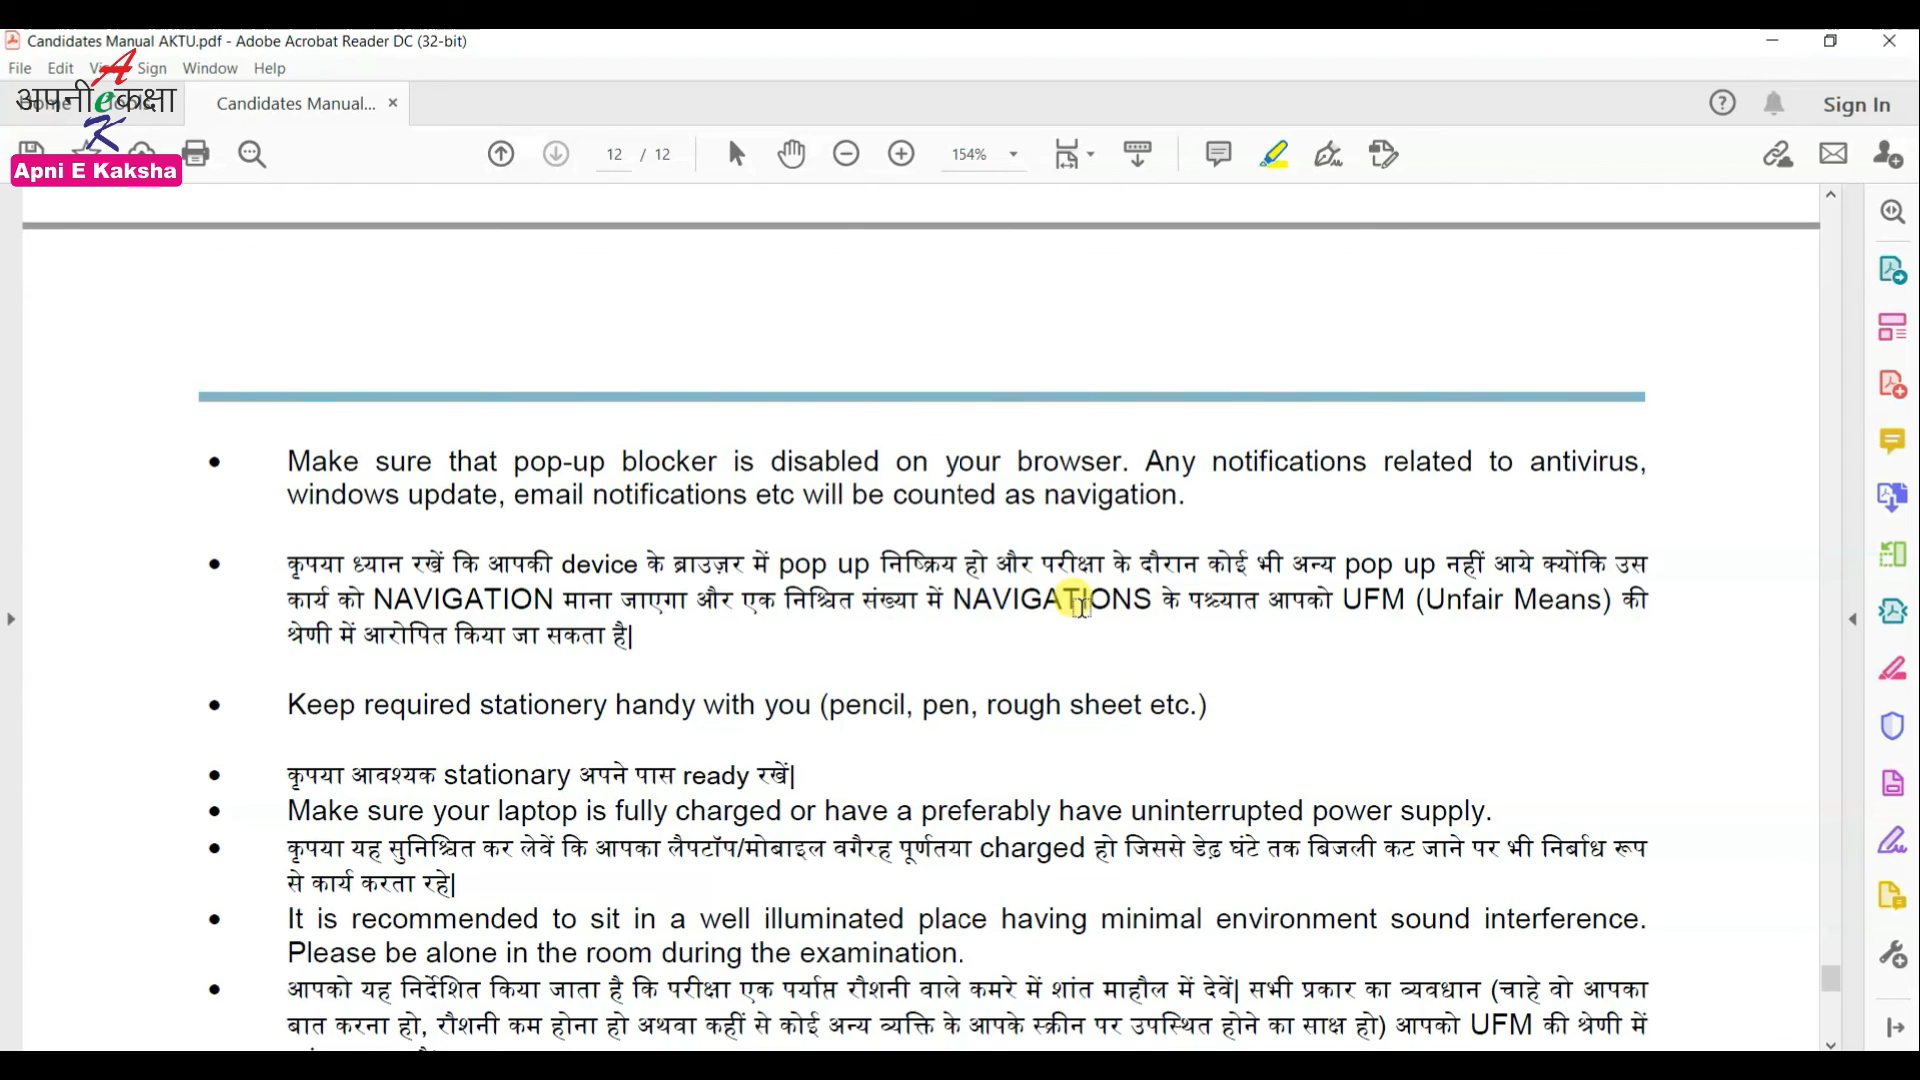 Candidates Manual AKTU.pdf - Adobe Acrobat Reader DC (32-bit)
File Edit Sign Window Help
अपनी e कक्षा
A
K
Apni E Kaksha
Candidates Manual... ×
Sign In
12 / 12
154%
• Make sure that pop-up blocker is disabled on your browser. Any notifications related to antivirus,
windows update, email notifications etc will be counted as navigation.
• कृपया ध्यान रखें कि आपकी device के ब्राउज़र में pop up निष्क्रिय हो और परीक्षा के दौरान कोई भी अन्य pop up नहीं आये क्योंकि उस
कार्य को NAVIGATION माना जाएगा और एक निश्चित संख्या में NAVIGATIONS के पश्च्यात आपको UFM (Unfair Means) की
श्रेणी में आरोपित किया जा सकता है|
• Keep required stationery handy with you (pencil, pen, rough sheet etc.)
• कृपया आवश्यक stationary अपने पास ready रखें|
• Make sure your laptop is fully charged or have a preferably have uninterrupted power supply.
• कृपया यह सुनिश्चित कर लेवें कि आपका लैपटॉप/मोबाइल वगैरह पूर्णतया charged हो जिससे डेढ़ घंटे तक बिजली कट जाने पर भी निर्बाध रूप
से कार्य करता रहे|
• It is recommended to sit in a well illuminated place having minimal environment sound interference.
Please be alone in the room during the examination.
• आपको यह निर्देशित किया जाता है कि परीक्षा एक पर्याप्त रौशनी वाले कमरे में शांत माहौल में देवें| सभी प्रकार का व्यवधान (चाहे वो आपका
बात करना हो, रौशनी कम होना हो अथवा कहीं से कोई अन्य व्यक्ति के आपके स्क्रीन पर उपस्थित होने का साक्ष हो) आपको UFM की श्रेणी में